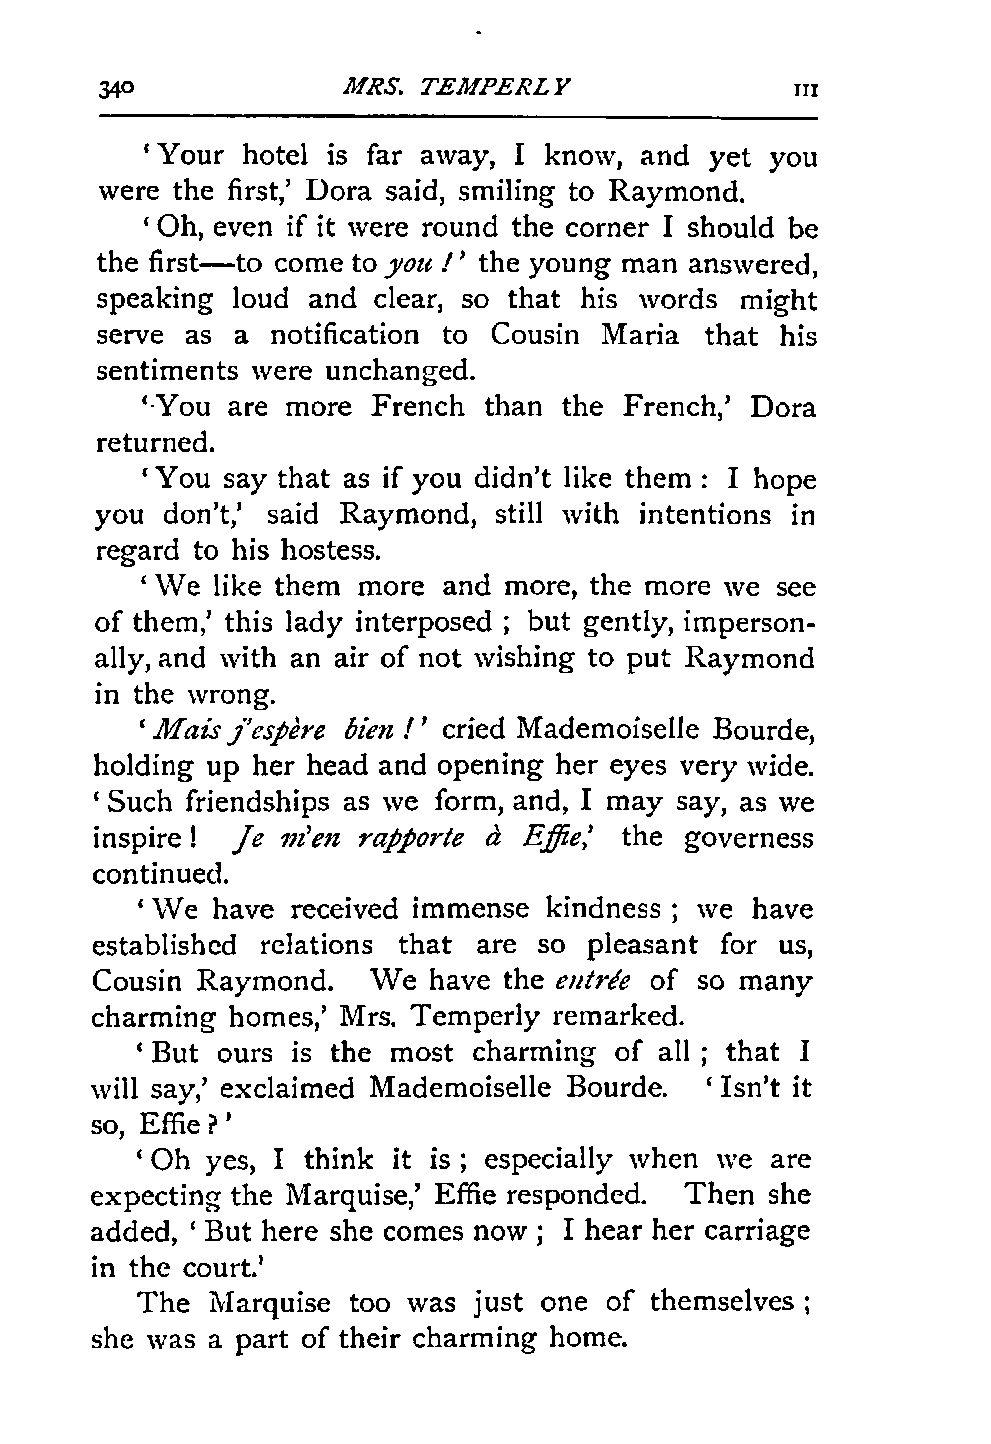 340 MRS. TEMPERLY III
‘Your hotel is far away, I know, and yet you
were the first,’ Dora said, smiling to Raymond.
‘Oh, even if it were round the corner I should be
the first—to come to you!’ the young man answered,
speaking loud and clear, so that his words might
serve as a notification to Cousin Maria that his
sentiments were unchanged.
‘You are more French than the French,’ Dora
returned.
‘You say that as if you didn’t like them : I hope
you don’t,’ said Raymond, still with intentions in
regard to his hostess.
‘We like them more and more, the more we see
of them,’ this lady interposed ; but gently, imperson-
ally, and with an air of not wishing to put Raymond
in the wrong.
‘Mais j’espère bien !’ cried Mademoiselle Bourde,
holding up her head and opening her eyes very wide.
‘Such friendships as we form, and, I may say, as we
inspire ! Je m’en rapporte à Effie,’ the governess
continued.
‘We have received immense kindness ; we have
established relations that are so pleasant for us,
Cousin Raymond. We have the entrée of so many
charming homes,’ Mrs. Temperly remarked.
‘But ours is the most charming of all ; that I
will say,’ exclaimed Mademoiselle Bourde. ‘Isn’t it
so, Effie ?’
‘Oh yes, I think it is ; especially when we are
expecting the Marquise,’ Effie responded. Then she
added, ‘But here she comes now ; I hear her carriage
in the court.’
The Marquise too was just one of themselves ;
she was a part of their charming home.